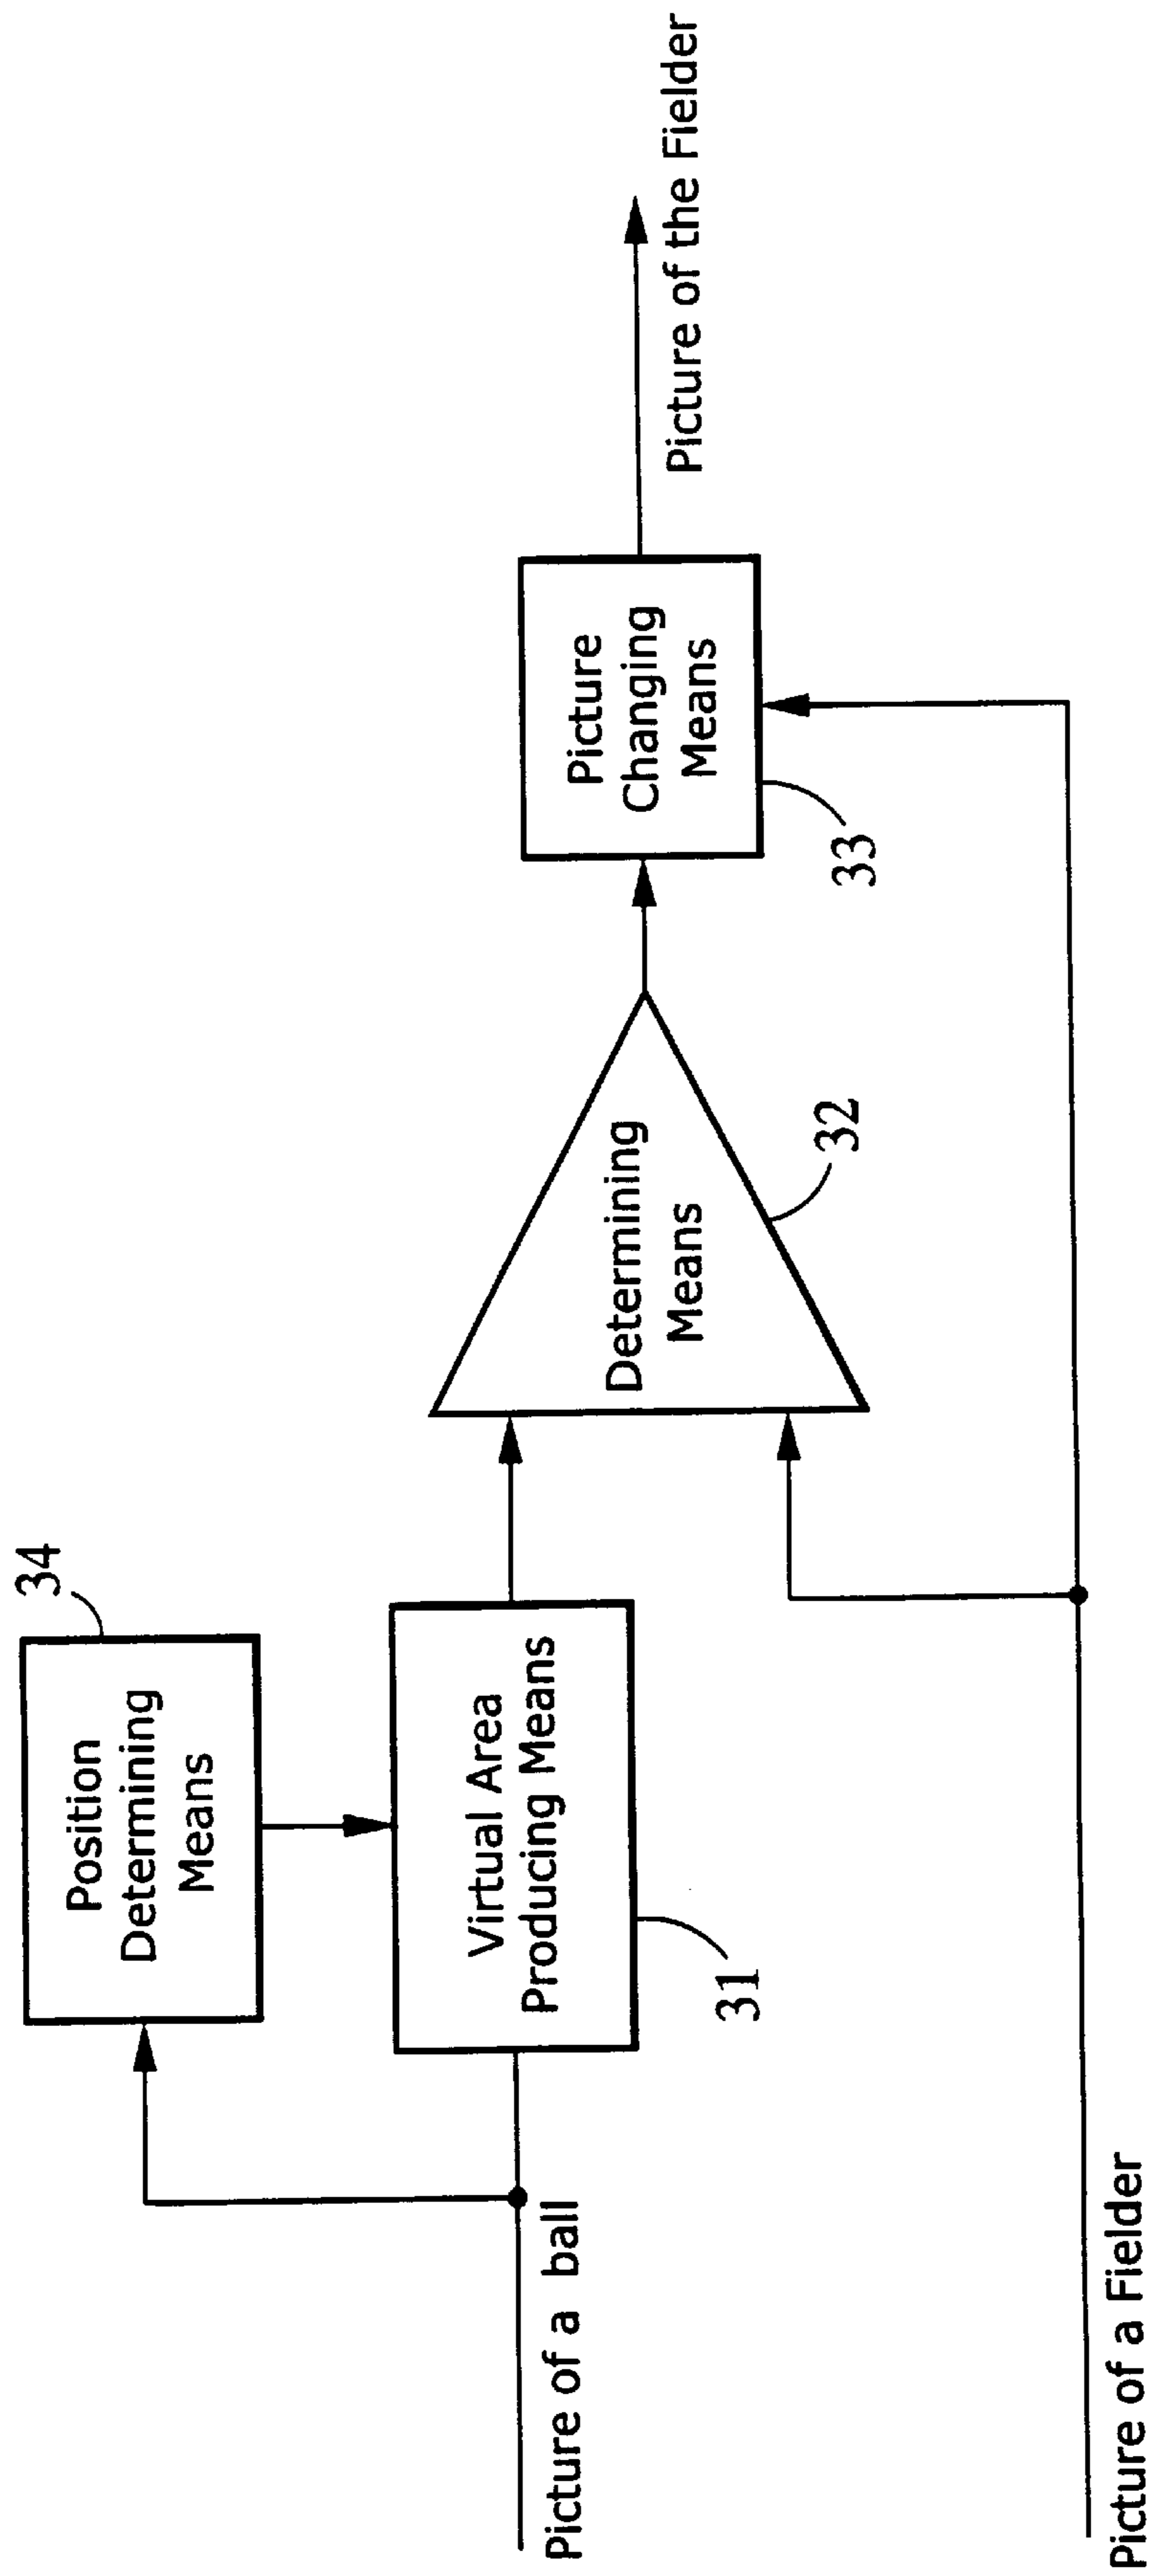 34
Position
Determining
Means
Virtual Area
Producing Means
31
Picture of a ball
Determining
Means
32
Picture
Changing
Means
33
Picture of the Fielder
Picture of a Fielder